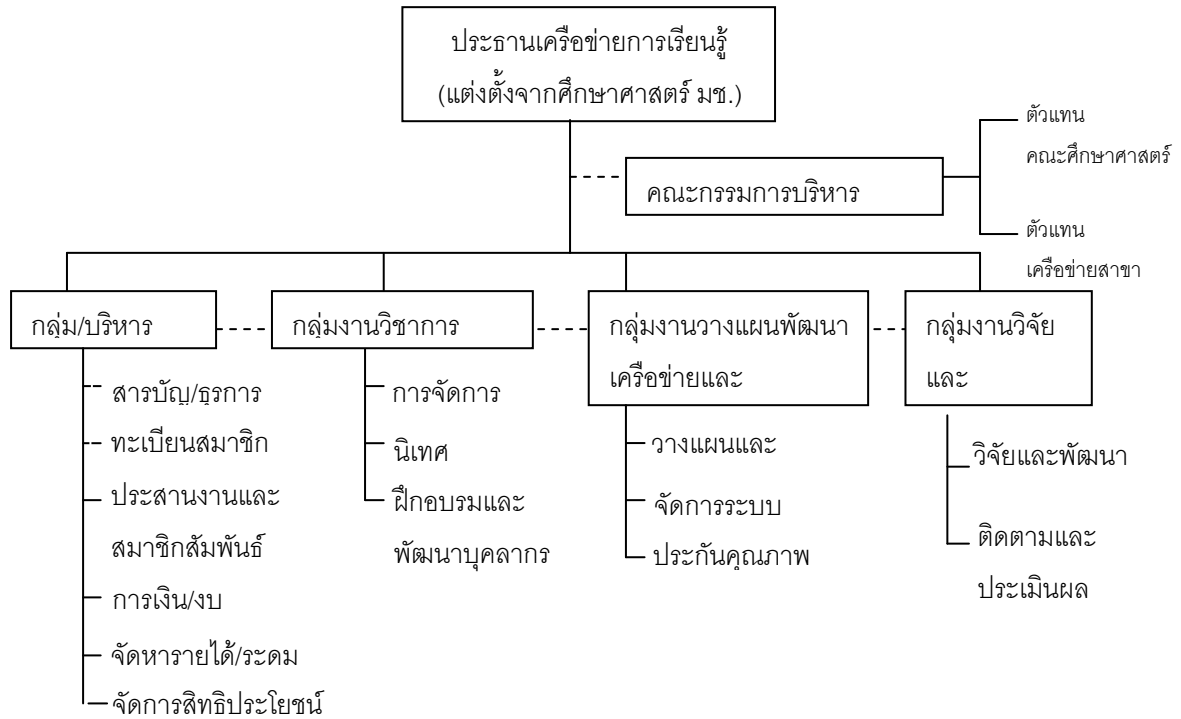 ประธานเครือข่ายการเรียนรู้
(แต่งตั้งจากศึกษาศาสตร์ มช.)
คณะกรรมการบริหาร
ตัวแทน
คณะศึกษาศาสตร์
ตัวแทน
เครือข่ายสาขา
กลุ่ม/บริหาร
สารบัญ/ธุรการ
ทะเบียนสมาชิก
ประสานงานและ
สมาชิกสัมพันธ์
การเงิน/งบ
จัดหารายได้/ระดม
จัดการสิทธิประโยชน์
กลุ่มงานวิชาการ
การจัดการ
นิเทศ
ฝึกอบรมและ
พัฒนาบุคลากร
กลุ่มงานวางแผนพัฒนา
เครือข่ายและ
วางแผนและ
จัดการระบบ
ประกันคุณภาพ
กลุ่มงานวิจัย
และ
วิจัยและพัฒนา
ติดตามและ
ประเมินผล